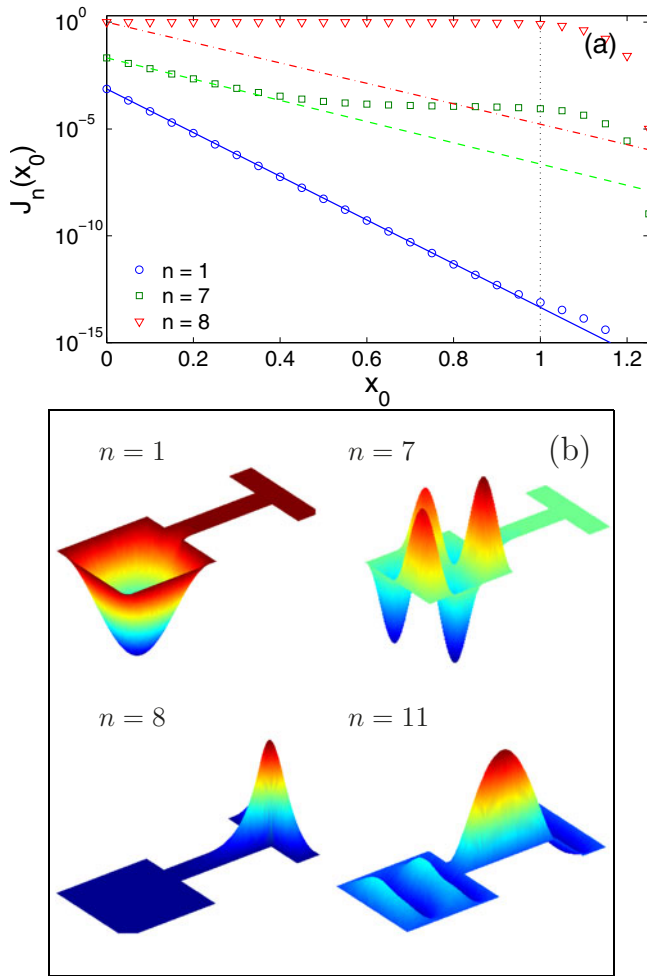 10^0
(a)
10^-5
J_n(x_0)
10^-10
n = 1
n = 7
n = 8
10^-15
0 0.2 0.4 0.6 0.8 1 1.2
x_0
n = 1 n = 7 (b)
n = 8 n = 11